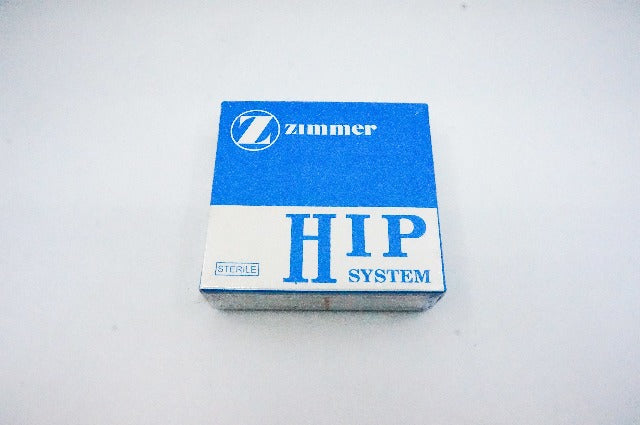 Z zimmer
HIP
STERILE
SYSTEM